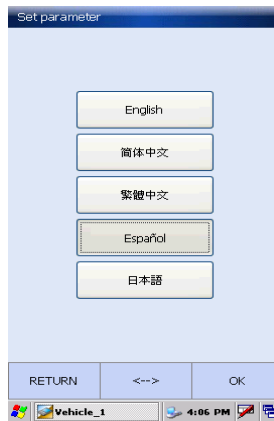 Set parameter
English
简体中文
繁體中文
Español
日本語
RETURN <--> OK
Vehicle_1 4:06 PM